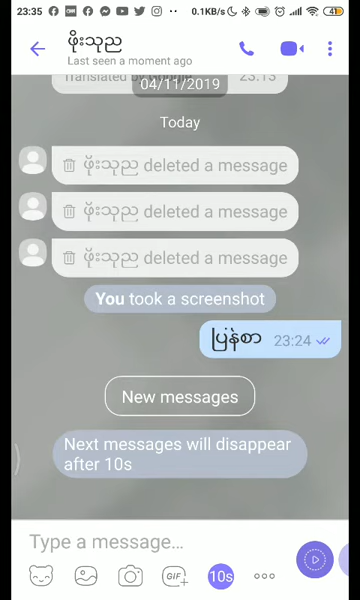 23:35
0.1KB/s
41
ဖိုးသုည
Last seen a moment ago
23:13
04/11/2019
Today
ဖိုးသုည deleted a message
ဖိုးသုည deleted a message
ဖိုးသုည deleted a message
You took a screenshot
ပြန်စာ 23:24
New messages
Next messages will disappear
after 10s
Type a message...
GIF
10s